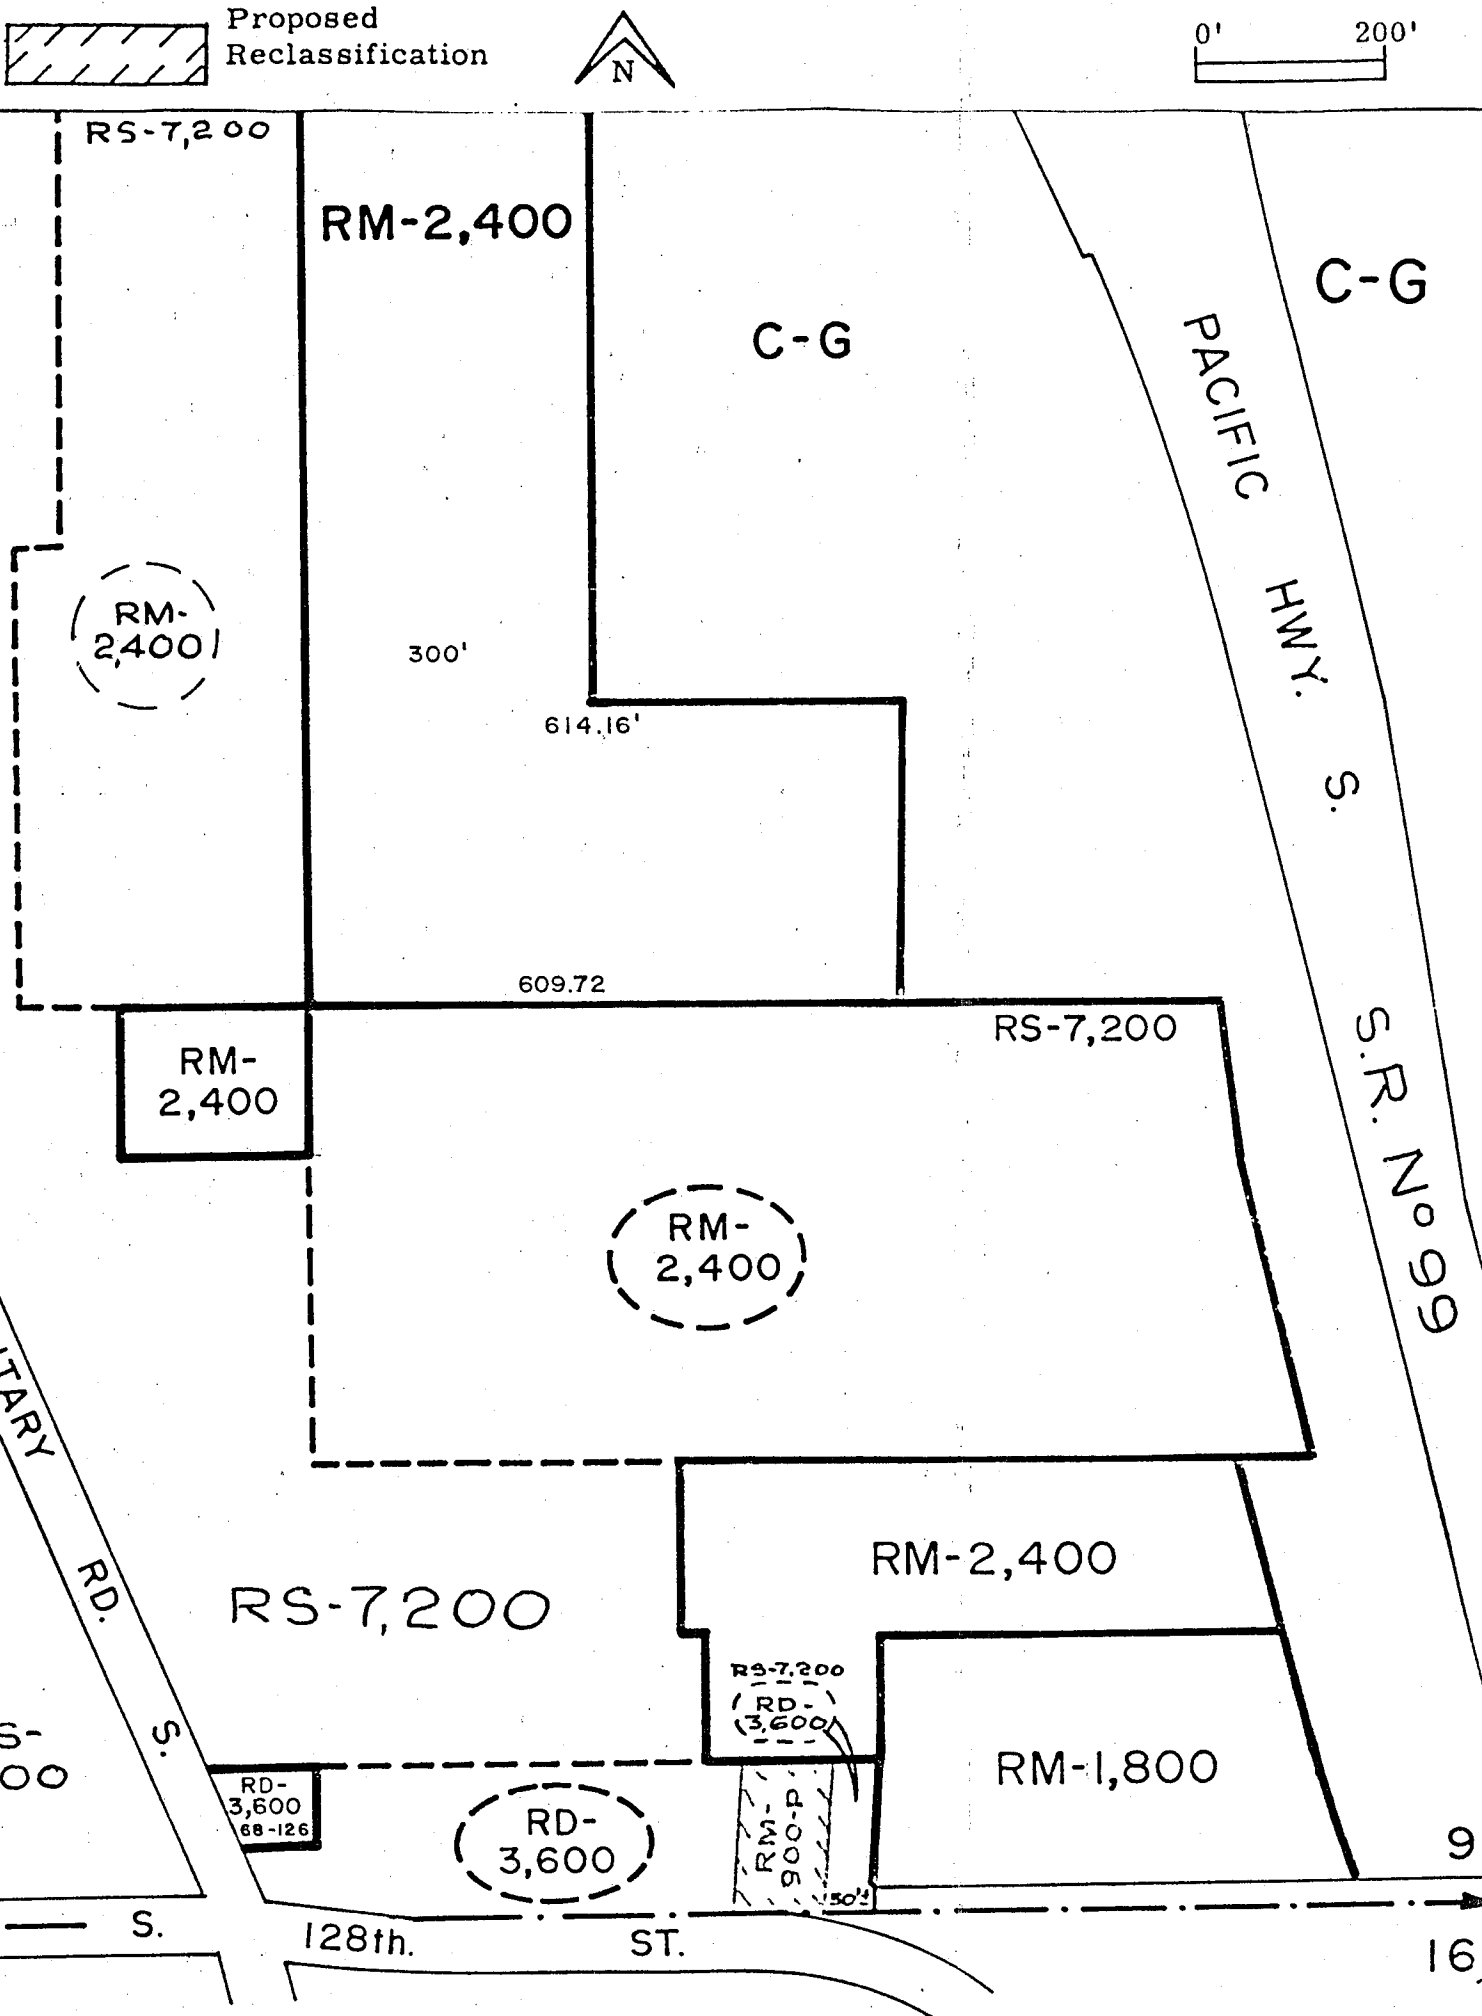 Proposed
Reclassification
N
0' 200'
RS-7,200
RM-2,400
C-G
C-G
PACIFIC HWY. S.
RM-
2,400
300'
614.16'
609.72
RS-7,200
S.R. No 99
RM-
2,400
RM-
2,400
ITARY RD. S.
RM-2,400
RS-7,200
RS-7,200
RD-
3,600
S-
00
RM-1,800
RD-
3,600
68-126
RD-
3,600
RM-
900-P
50'±
9
S. 128th. ST.
16